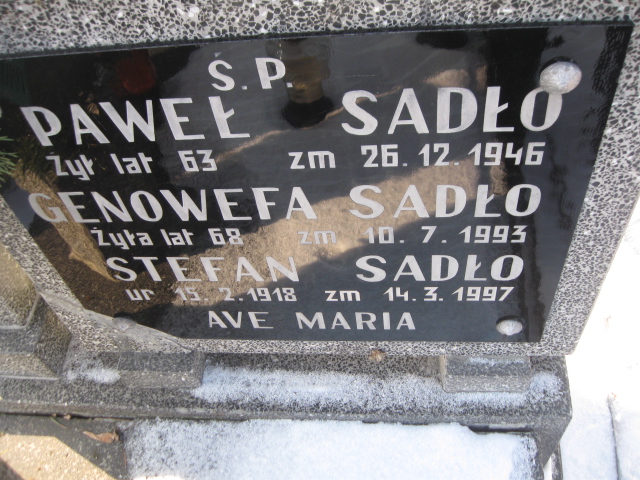 Ś.P.
PAWEŁ SADŁO
żył lat 63 zm 26.12.1946
GENOWEFA SADŁO
żyła lat 68 zm 10.7.1993
STEFAN SADŁO
ur 15.2.1918 zm 14.3.1997
AVE MARIA